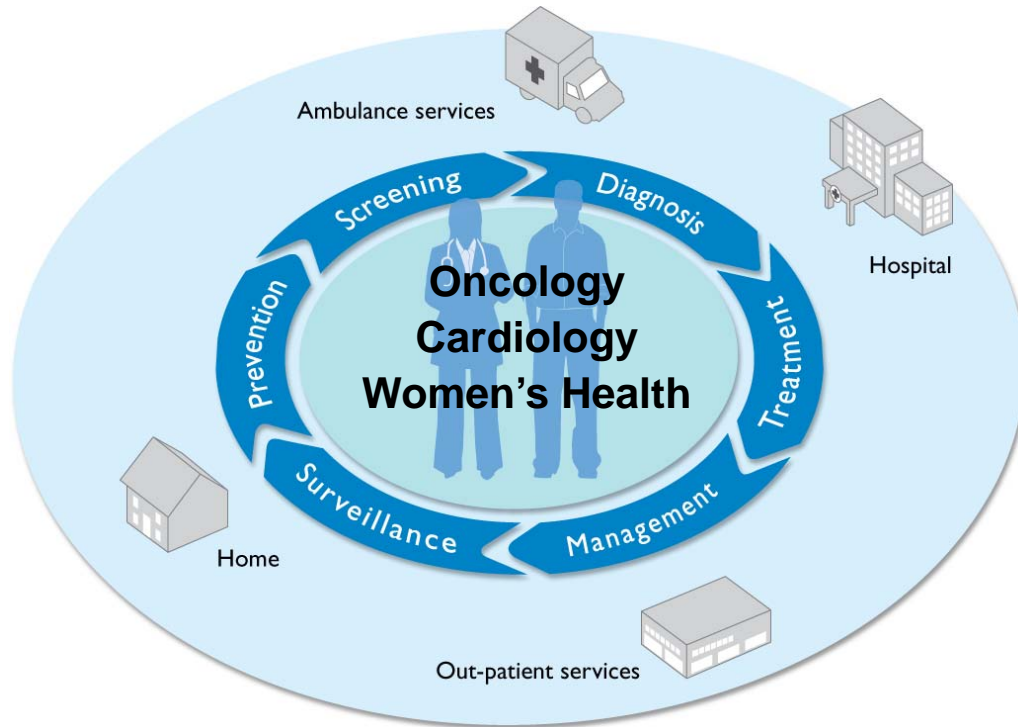 Ambulance services
Screening
Diagnosis
Hospital
Prevention
Oncology
Cardiology
Women’s Health
Treatment
Surveillance
Management
Home
Out-patient services